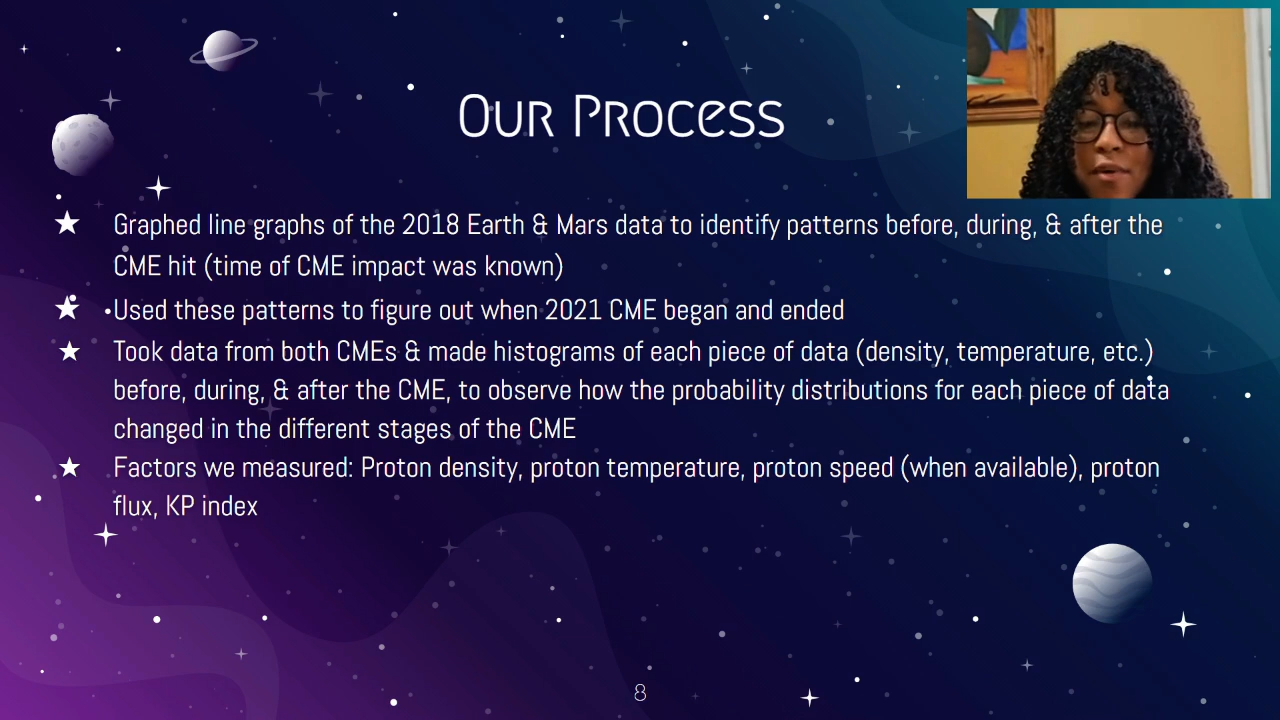 Our Process
Graphed line graphs of the 2018 Earth & Mars data to identify patterns before, during, & after the
CME hit (time of CME impact was known)
Used these patterns to figure out when 2021 CME began and ended
Took data from both CMEs & made histograms of each piece of data (density, temperature, etc.)
before, during, & after the CME, to observe how the probability distributions for each piece of data
changed in the different stages of the CME
Factors we measured: Proton density, proton temperature, proton speed (when available), proton
flux, KP index
8